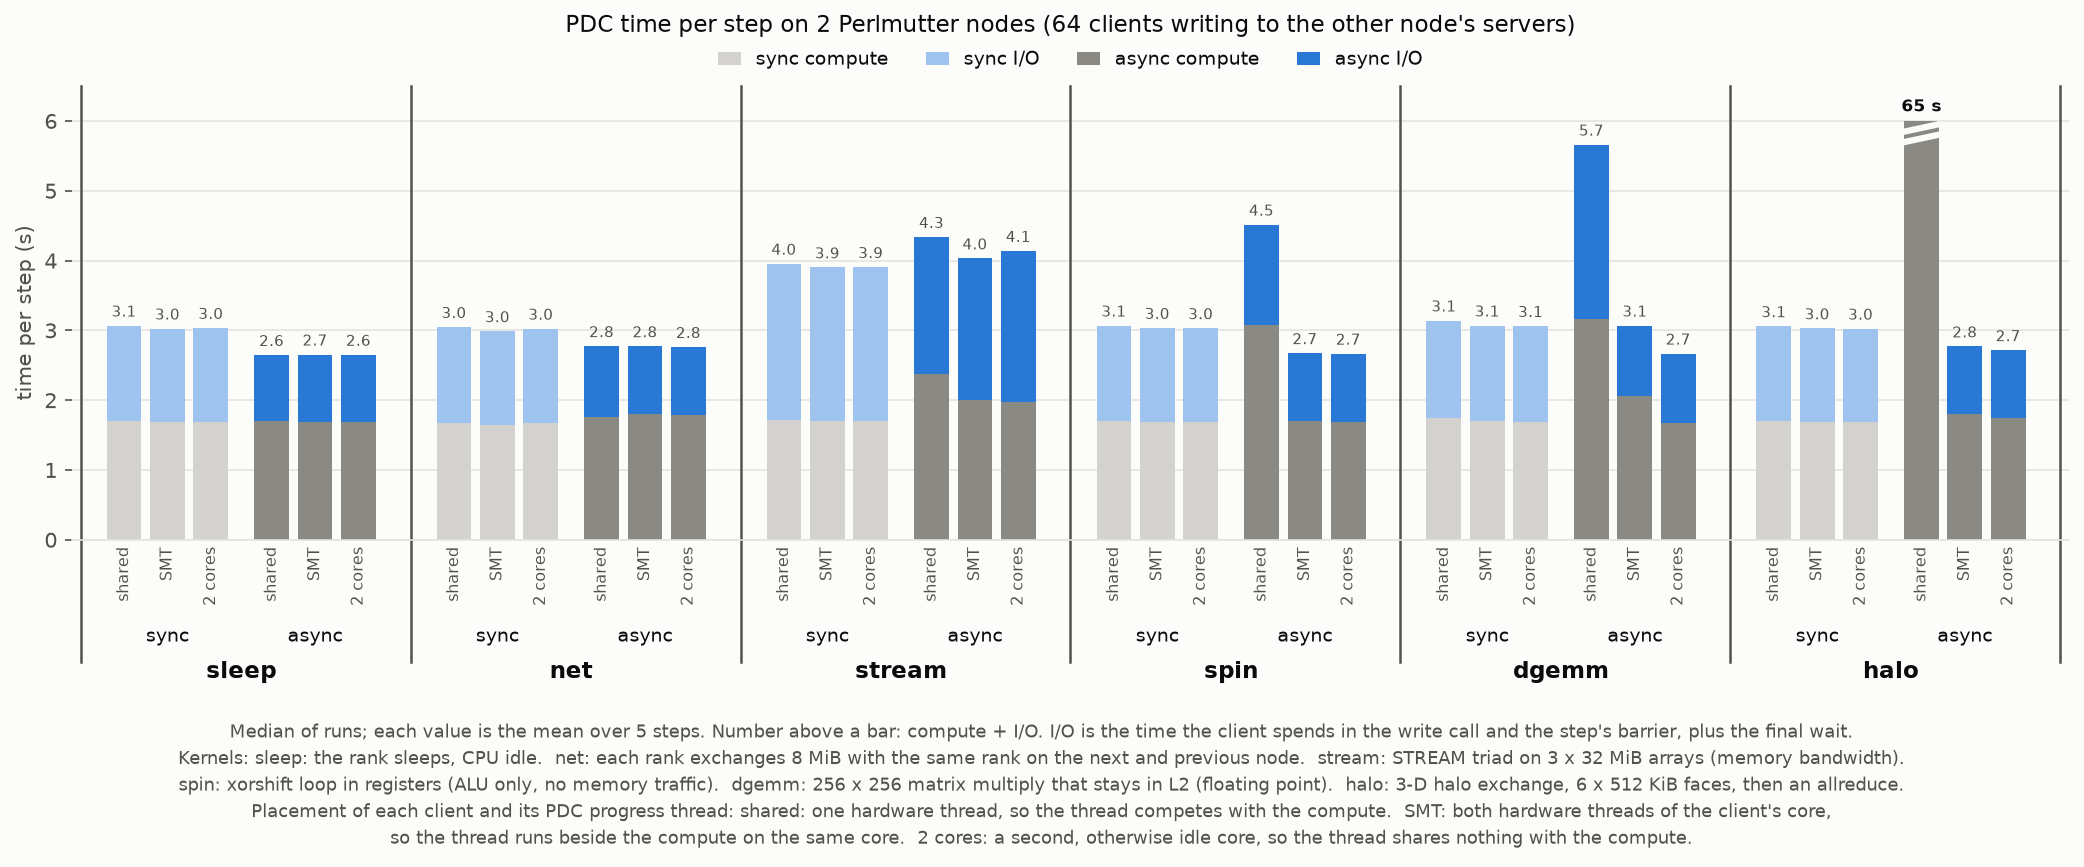 PDC time per step on 2 Perlmutter nodes (64 clients writing to the other node's servers)
sync compute sync I/O async compute async I/O
time per step (s)
6
5
4
3
2
1
0
3.1 3.0 3.0 2.6 2.7 2.6
3.0 3.0 3.0 2.8 2.8 2.8
4.0 3.9 3.9 4.3 4.0 4.1
3.1 3.0 3.0 4.5 2.7 2.7
3.1 3.1 3.1 5.7 3.1 2.7
3.1 3.0 3.0 65 s 2.8 2.7
shared SMT 2 cores shared SMT 2 cores shared SMT 2 cores shared SMT 2 cores shared SMT 2 cores shared SMT 2 cores shared SMT 2 cores shared SMT 2 cores shared SMT 2 cores shared SMT 2 cores shared SMT 2 cores shared SMT 2 cores
sync async sync async sync async sync async sync async sync async
sleep net stream spin dgemm halo
Median of runs; each value is the mean over 5 steps. Number above a bar: compute + I/O. I/O is the time the client spends in the write call and the step's barrier, plus the final wait.
Kernels: sleep: the rank sleeps, CPU idle. net: each rank exchanges 8 MiB with the same rank on the next and previous node. stream: STREAM triad on 3 x 32 MiB arrays (memory bandwidth).
spin: xorshift loop in registers (ALU only, no memory traffic). dgemm: 256 x 256 matrix multiply that stays in L2 (floating point). halo: 3-D halo exchange, 6 x 512 KiB faces, then an allreduce.
Placement of each client and its PDC progress thread: shared: one hardware thread, so the thread competes with the compute. SMT: both hardware threads of the client's core,
so the thread runs beside the compute on the same core. 2 cores: a second, otherwise idle core, so the thread shares nothing with the compute.